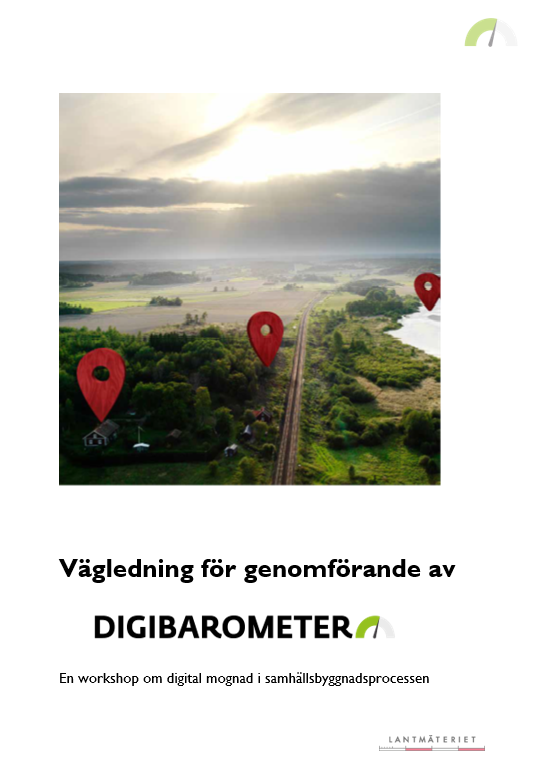 Vägledning för genomförande av
DIGIBAROMETER
En workshop om digital mognad i samhällsbyggnadsprocessen
LANTMÄTERIET